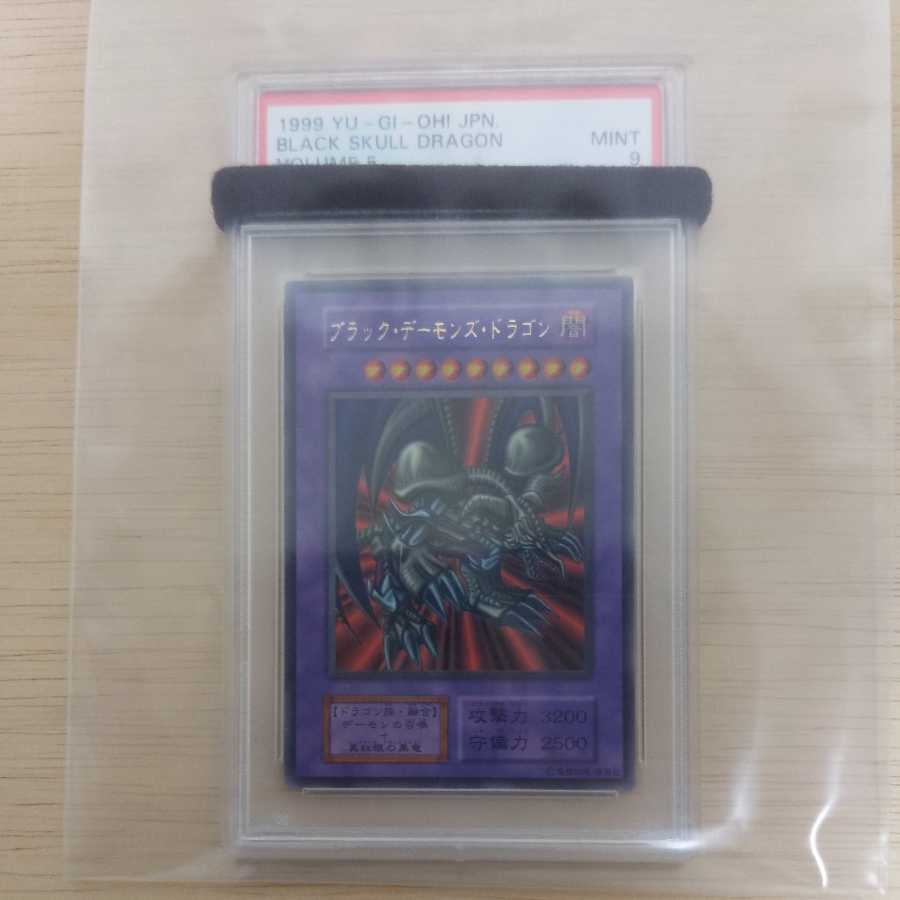 1999 YU-GI-OH! JPN.
BLACK SKULL DRAGON
MINT
VOLUME 5
9
ブラック・デーモンズ・ドラゴン 闇
【ドラゴン族・融合】
デーモンの召喚
+
真紅眼の黒竜
攻撃力 3200
守備力 2500